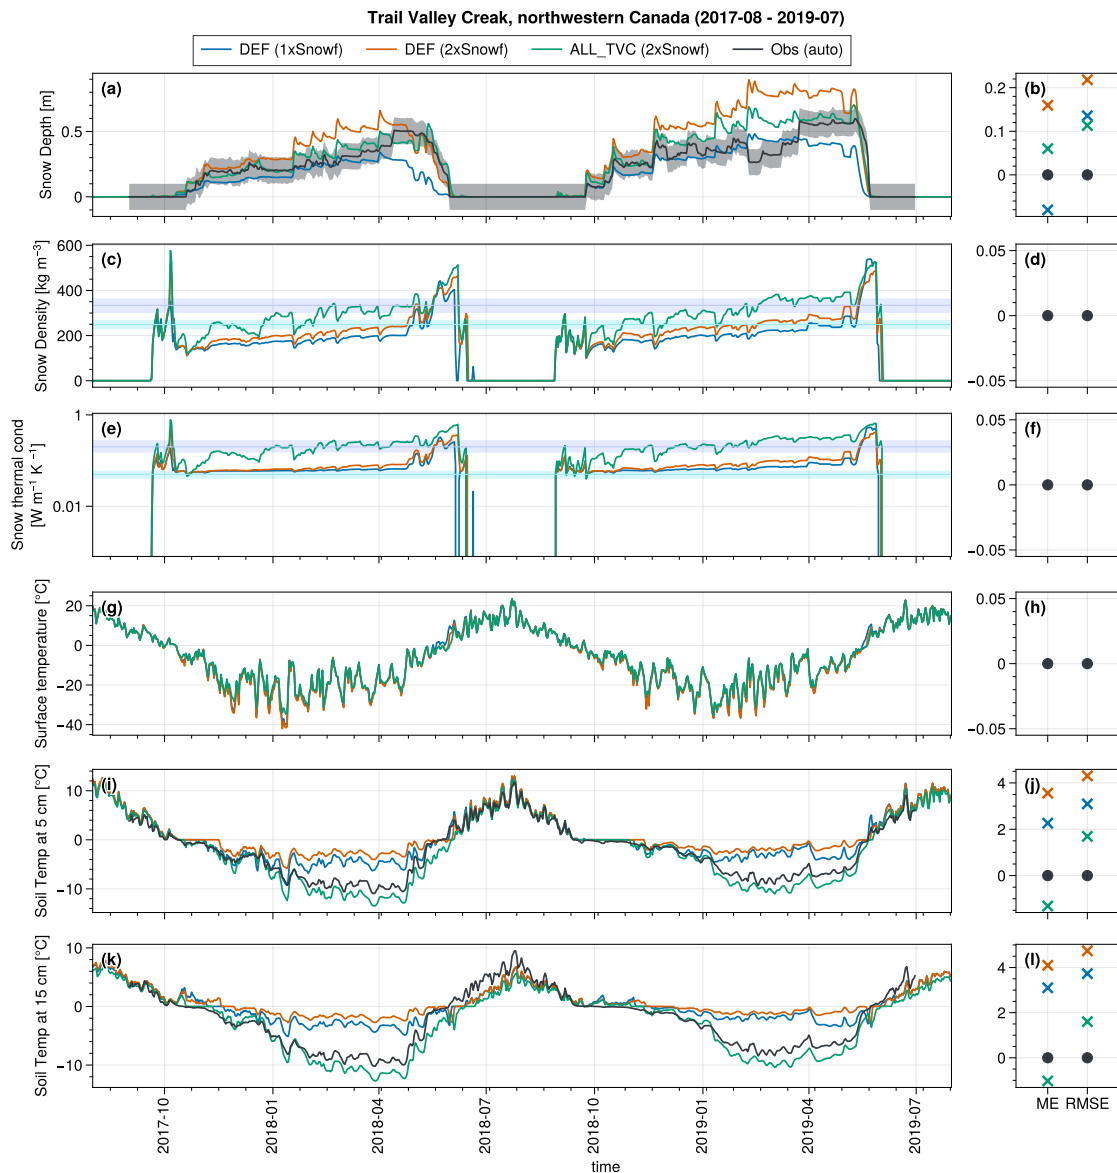 Trail Valley Creak, northwestern Canada (2017-08 - 2019-07)
DEF (1xSnowf) DEF (2xSnowf) ALL_TVC (2xSnowf) Obs (auto)
(a)
Snow Depth [m]
0.5
0
(b)
0.2
0.1
0
(c)
Snow Density [kg m⁻³]
600
400
200
0
(d)
0.05
0
−0.05
(e)
Snow thermal cond
[W m⁻¹ K⁻¹]
1
0.01
(f)
0.05
0
−0.05
(g)
Surface temperature [°C]
20
0
−20
−40
(h)
0.05
0
−0.05
(i)
Soil Temp at 5 cm [°C]
10
0
−10
(j)
4
2
0
(k)
Soil Temp at 15 cm [°C]
10
0
−10
(l)
4
2
0
2017-10 2018-01 2018-04 2018-07 2018-10 2019-01 2019-04 2019-07
time
ME RMSE